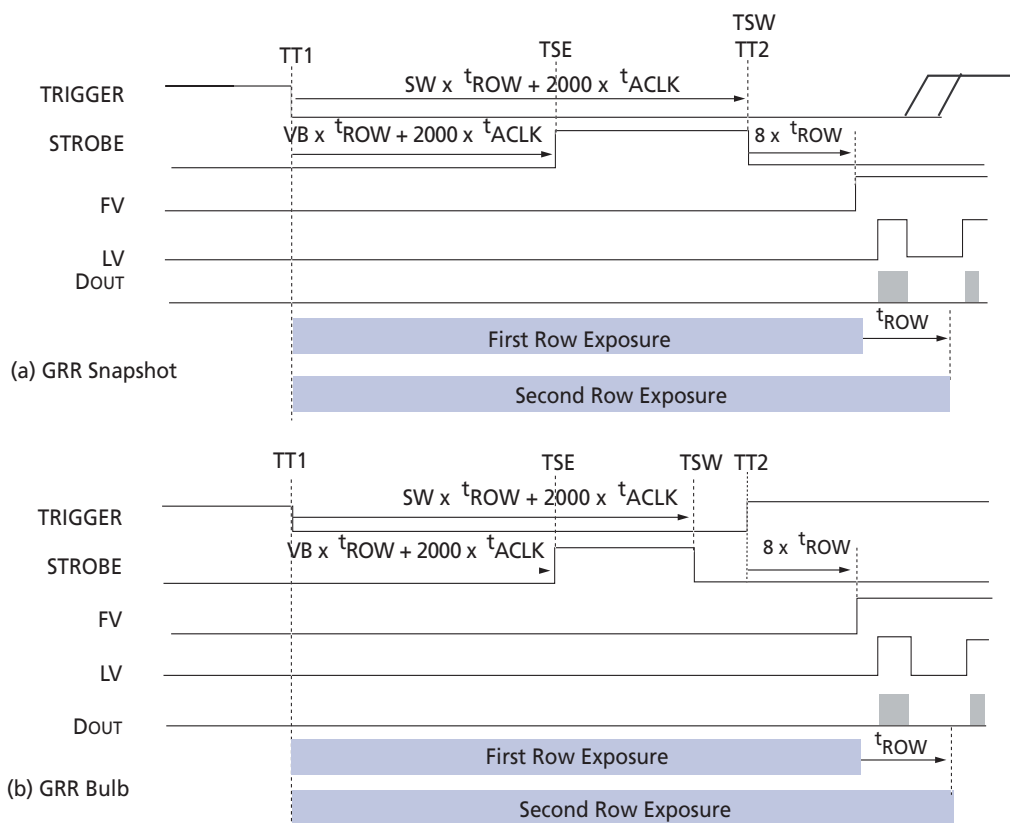 TSW
TT1 TSE TT2
SW x tROW + 2000 x tACLK
TRIGGER
VB x tROW + 2000 x tACLK 8 x tROW
STROBE
FV
LV
DOUT
First Row Exposure tROW
(a) GRR Snapshot
Second Row Exposure
TT1 TSE TSW TT2
SW x tROW + 2000 x tACLK
TRIGGER
VB x tROW + 2000 x tACLK 8 x tROW
STROBE
FV
LV
DOUT
First Row Exposure tROW
(b) GRR Bulb
Second Row Exposure